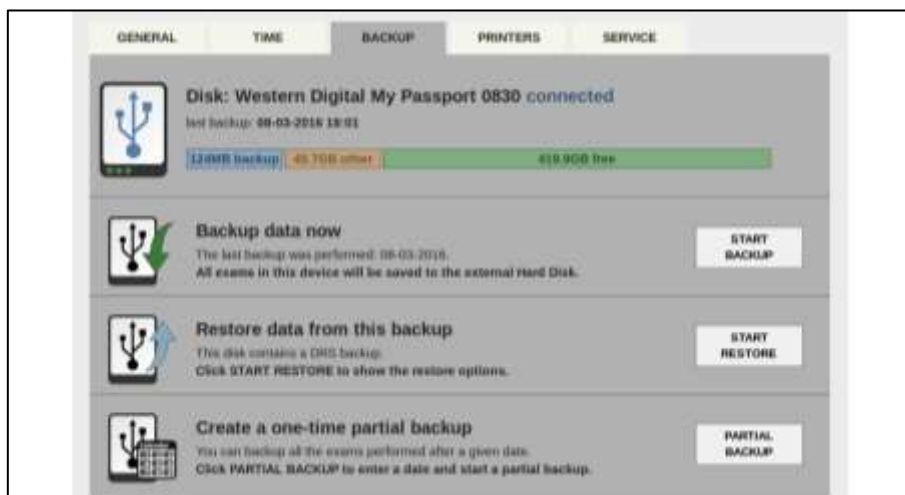 GENERAL TIME BACKUP PRINTERS SERVICE
Disk: Western Digital My Passport 0830 connected
last backup: 08-03-2016 18:01
124MB backup 45.7GB other 419.9GB free
Backup data now
The last backup was performed: 08-03-2016.
All exams in this device will be saved to the external Hard Disk.
START
BACKUP
Restore data from this backup
This disk contains a DRS backup.
Click START RESTORE to show the restore options.
START
RESTORE
Create a one-time partial backup
You can backup all the exams performed after a given date.
Click PARTIAL BACKUP to enter a date and start a partial backup.
PARTIAL
BACKUP